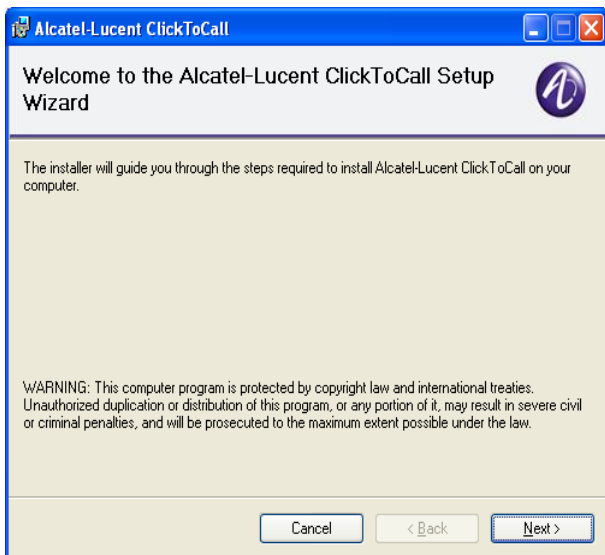 Alcatel-Lucent ClickToCall
Welcome to the Alcatel-Lucent ClickToCall Setup
Wizard
The installer will guide you through the steps required to install Alcatel-Lucent ClickToCall on your
computer.
WARNING: This computer program is protected by copyright law and international treaties.
Unauthorized duplication or distribution of this program, or any portion of it, may result in severe civil
or criminal penalties, and will be prosecuted to the maximum extent possible under the law.
Cancel
< Back
Next >